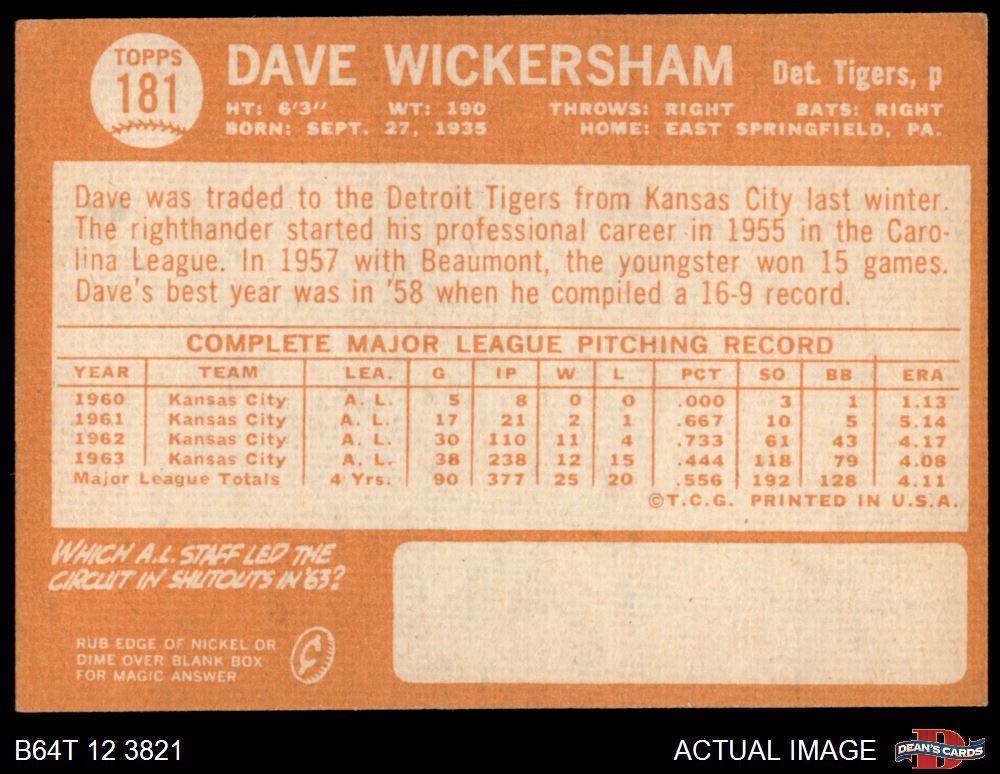 TOPPS
181
DAVE WICKERSHAM Det. Tigers, p
HT: 6'3" WT: 190 THROWS: RIGHT BATS: RIGHT
BORN: SEPT. 27, 1935 HOME: EAST SPRINGFIELD, PA.
Dave was traded to the Detroit Tigers from Kansas City last winter.
The righthander started his professional career in 1955 in the Caro-
lina League. In 1957 with Beaumont, the youngster won 15 games.
Dave's best year was in '58 when he compiled a 16-9 record.
COMPLETE MAJOR LEAGUE PITCHING RECORD
YEAR TEAM LEA. G IP W L PCT SO BB ERA
1960 Kansas City A. L. 5 8 0 0 .000 3 1 1.13
1961 Kansas City A. L. 17 21 2 1 .667 10 5 5.14
1962 Kansas City A. L. 30 110 11 4 .733 61 43 4.17
1963 Kansas City A. L. 38 238 12 15 .444 118 79 4.08
Major League Totals 4 Yrs. 90 377 25 20 .556 192 128 4.11
©T.C.G. PRINTED IN U.S.A.
WHICH A.L. STAFF LED THE
CIRCUIT IN SHUTOUTS IN '63?
RUB EDGE OF NICKEL OR
DIME OVER BLANK BOX
FOR MAGIC ANSWER
¢
B64T 12 3821 ACTUAL IMAGE D DEAN'S CARDS